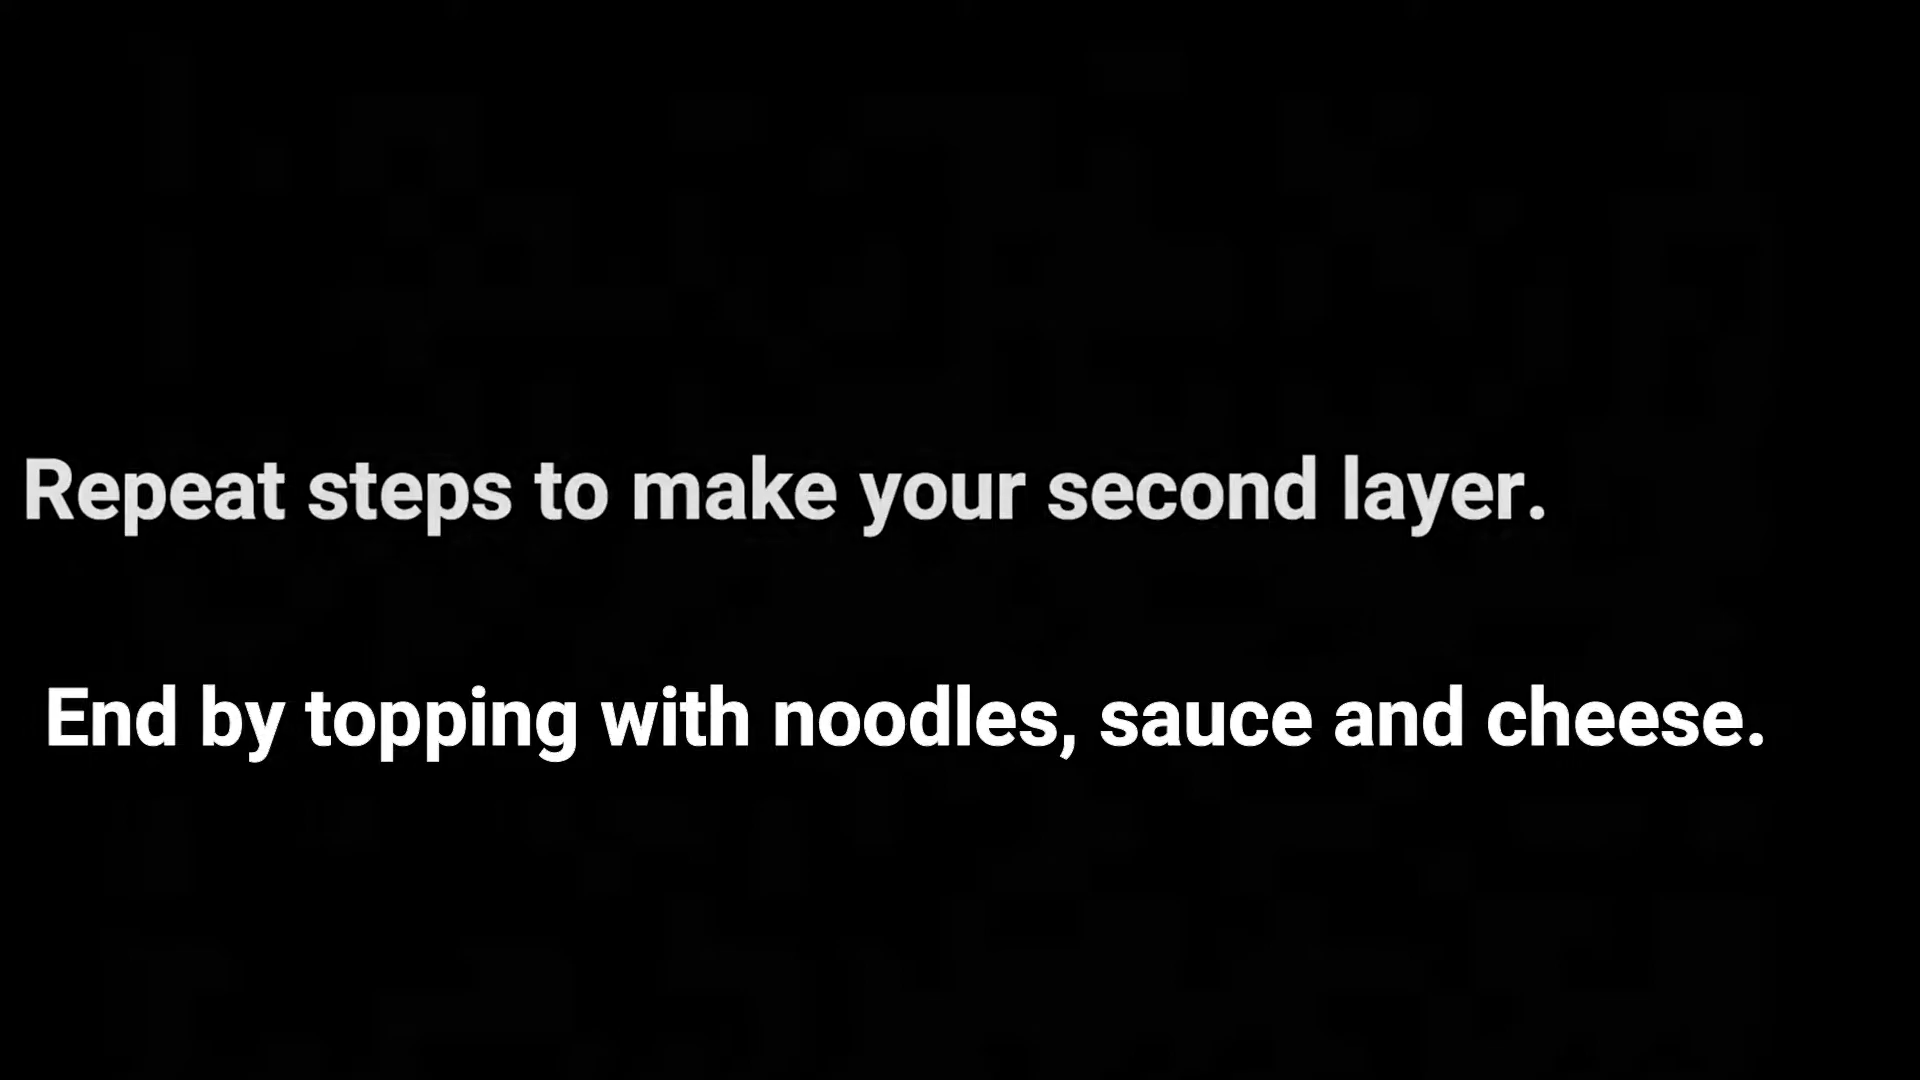 Repeat steps to make your second layer.
End by topping with noodles, sauce and cheese.